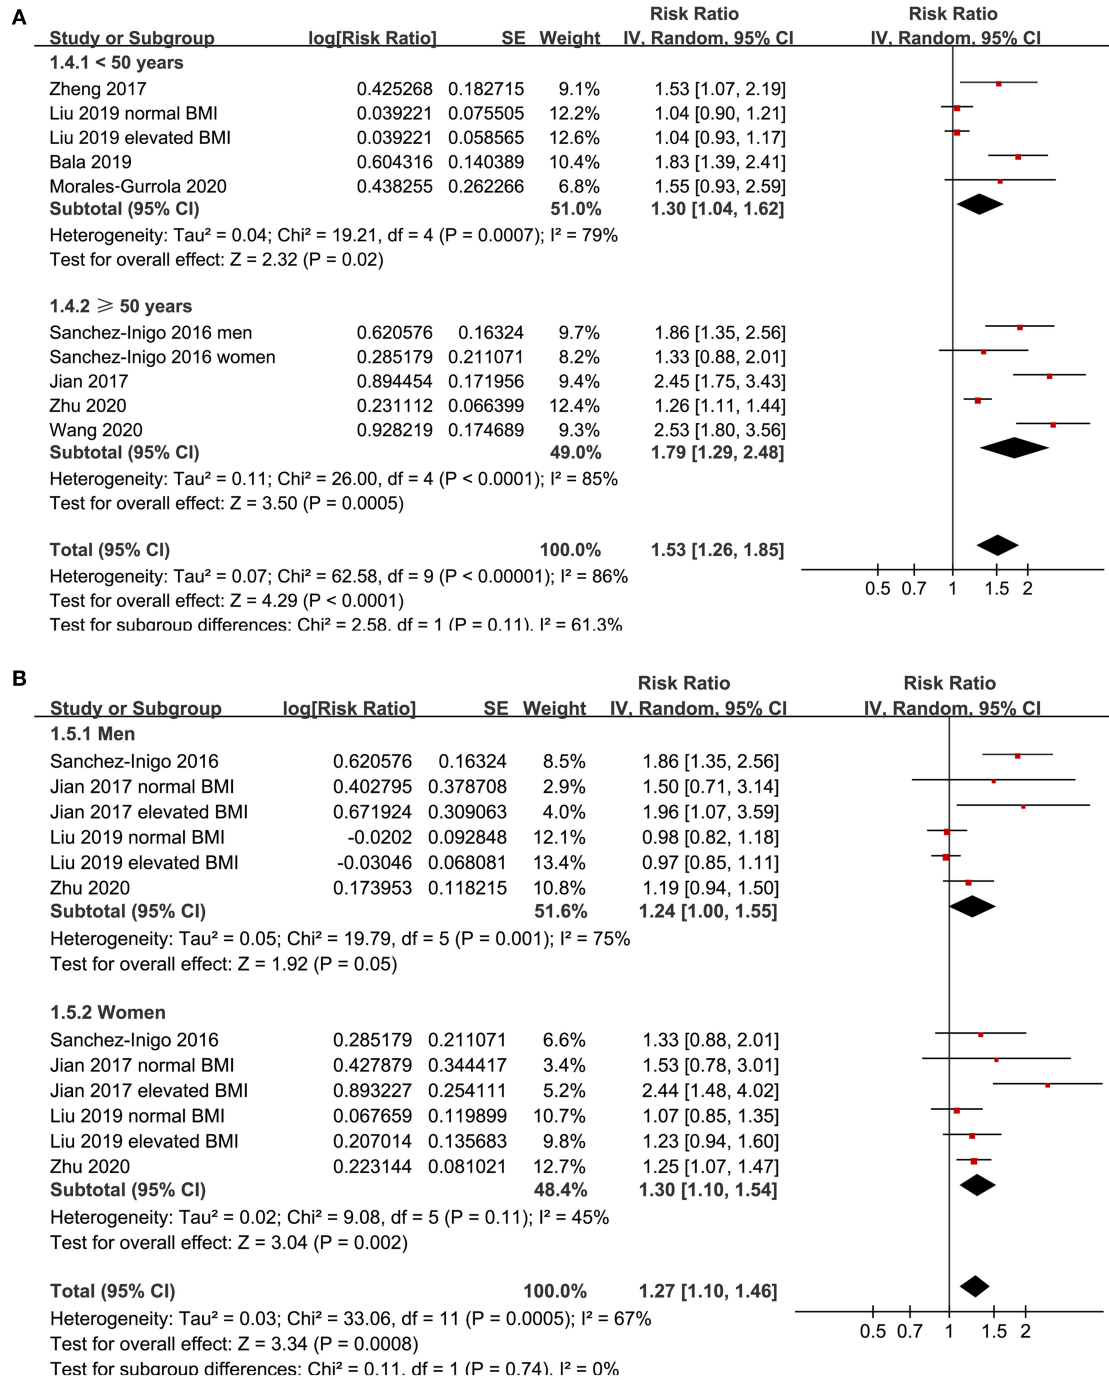 A
Risk Ratio Risk Ratio
Study or Subgroup log[Risk Ratio] SE Weight IV, Random, 95% CI IV, Random, 95% CI
1.4.1 < 50 years
Zheng 2017 0.425268 0.182715 9.1% 1.53 [1.07, 2.19]
Liu 2019 normal BMI 0.039221 0.075505 12.2% 1.04 [0.90, 1.21]
Liu 2019 elevated BMI 0.039221 0.058565 12.6% 1.04 [0.93, 1.17]
Bala 2019 0.604316 0.140389 10.4% 1.83 [1.39, 2.41]
Morales-Gurrola 2020 0.438255 0.262266 6.8% 1.55 [0.93, 2.59]
Subtotal (95% CI) 51.0% 1.30 [1.04, 1.62]
Heterogeneity: Tau² = 0.04; Chi² = 19.21, df = 4 (P = 0.0007); I² = 79%
Test for overall effect: Z = 2.32 (P = 0.02)
1.4.2 ⩾ 50 years
Sanchez-Inigo 2016 men 0.620576 0.16324 9.7% 1.86 [1.35, 2.56]
Sanchez-Inigo 2016 women 0.285179 0.211071 8.2% 1.33 [0.88, 2.01]
Jian 2017 0.894454 0.171956 9.4% 2.45 [1.75, 3.43]
Zhu 2020 0.231112 0.066399 12.4% 1.26 [1.11, 1.44]
Wang 2020 0.928219 0.174689 9.3% 2.53 [1.80, 3.56]
Subtotal (95% CI) 49.0% 1.79 [1.29, 2.48]
Heterogeneity: Tau² = 0.11; Chi² = 26.00, df = 4 (P < 0.0001); I² = 85%
Test for overall effect: Z = 3.50 (P = 0.0005)
Total (95% CI) 100.0% 1.53 [1.26, 1.85]
Heterogeneity: Tau² = 0.07; Chi² = 62.58, df = 9 (P < 0.00001); I² = 86%
Test for overall effect: Z = 4.29 (P < 0.0001)
Test for subgroup differences: Chi² = 2.58, df = 1 (P = 0.11), I² = 61.3%
0.5 0.7 1 1.5 2
B
Risk Ratio Risk Ratio
Study or Subgroup log[Risk Ratio] SE Weight IV, Random, 95% CI IV, Random, 95% CI
1.5.1 Men
Sanchez-Inigo 2016 0.620576 0.16324 8.5% 1.86 [1.35, 2.56]
Jian 2017 normal BMI 0.402795 0.378708 2.9% 1.50 [0.71, 3.14]
Jian 2017 elevated BMI 0.671924 0.309063 4.0% 1.96 [1.07, 3.59]
Liu 2019 normal BMI -0.0202 0.092848 12.1% 0.98 [0.82, 1.18]
Liu 2019 elevated BMI -0.03046 0.068081 13.4% 0.97 [0.85, 1.11]
Zhu 2020 0.173953 0.118215 10.8% 1.19 [0.94, 1.50]
Subtotal (95% CI) 51.6% 1.24 [1.00, 1.55]
Heterogeneity: Tau² = 0.05; Chi² = 19.79, df = 5 (P = 0.001); I² = 75%
Test for overall effect: Z = 1.92 (P = 0.05)
1.5.2 Women
Sanchez-Inigo 2016 0.285179 0.211071 6.6% 1.33 [0.88, 2.01]
Jian 2017 normal BMI 0.427879 0.344417 3.4% 1.53 [0.78, 3.01]
Jian 2017 elevated BMI 0.893227 0.254111 5.2% 2.44 [1.48, 4.02]
Liu 2019 normal BMI 0.067659 0.119899 10.7% 1.07 [0.85, 1.35]
Liu 2019 elevated BMI 0.207014 0.135683 9.8% 1.23 [0.94, 1.60]
Zhu 2020 0.223144 0.081021 12.7% 1.25 [1.07, 1.47]
Subtotal (95% CI) 48.4% 1.30 [1.10, 1.54]
Heterogeneity: Tau² = 0.02; Chi² = 9.08, df = 5 (P = 0.11); I² = 45%
Test for overall effect: Z = 3.04 (P = 0.002)
Total (95% CI) 100.0% 1.27 [1.10, 1.46]
Heterogeneity: Tau² = 0.03; Chi² = 33.06, df = 11 (P = 0.0005); I² = 67%
Test for overall effect: Z = 3.34 (P = 0.0008)
Test for subgroup differences: Chi² = 0.11, df = 1 (P = 0.74), I² = 0%
0.5 0.7 1 1.5 2